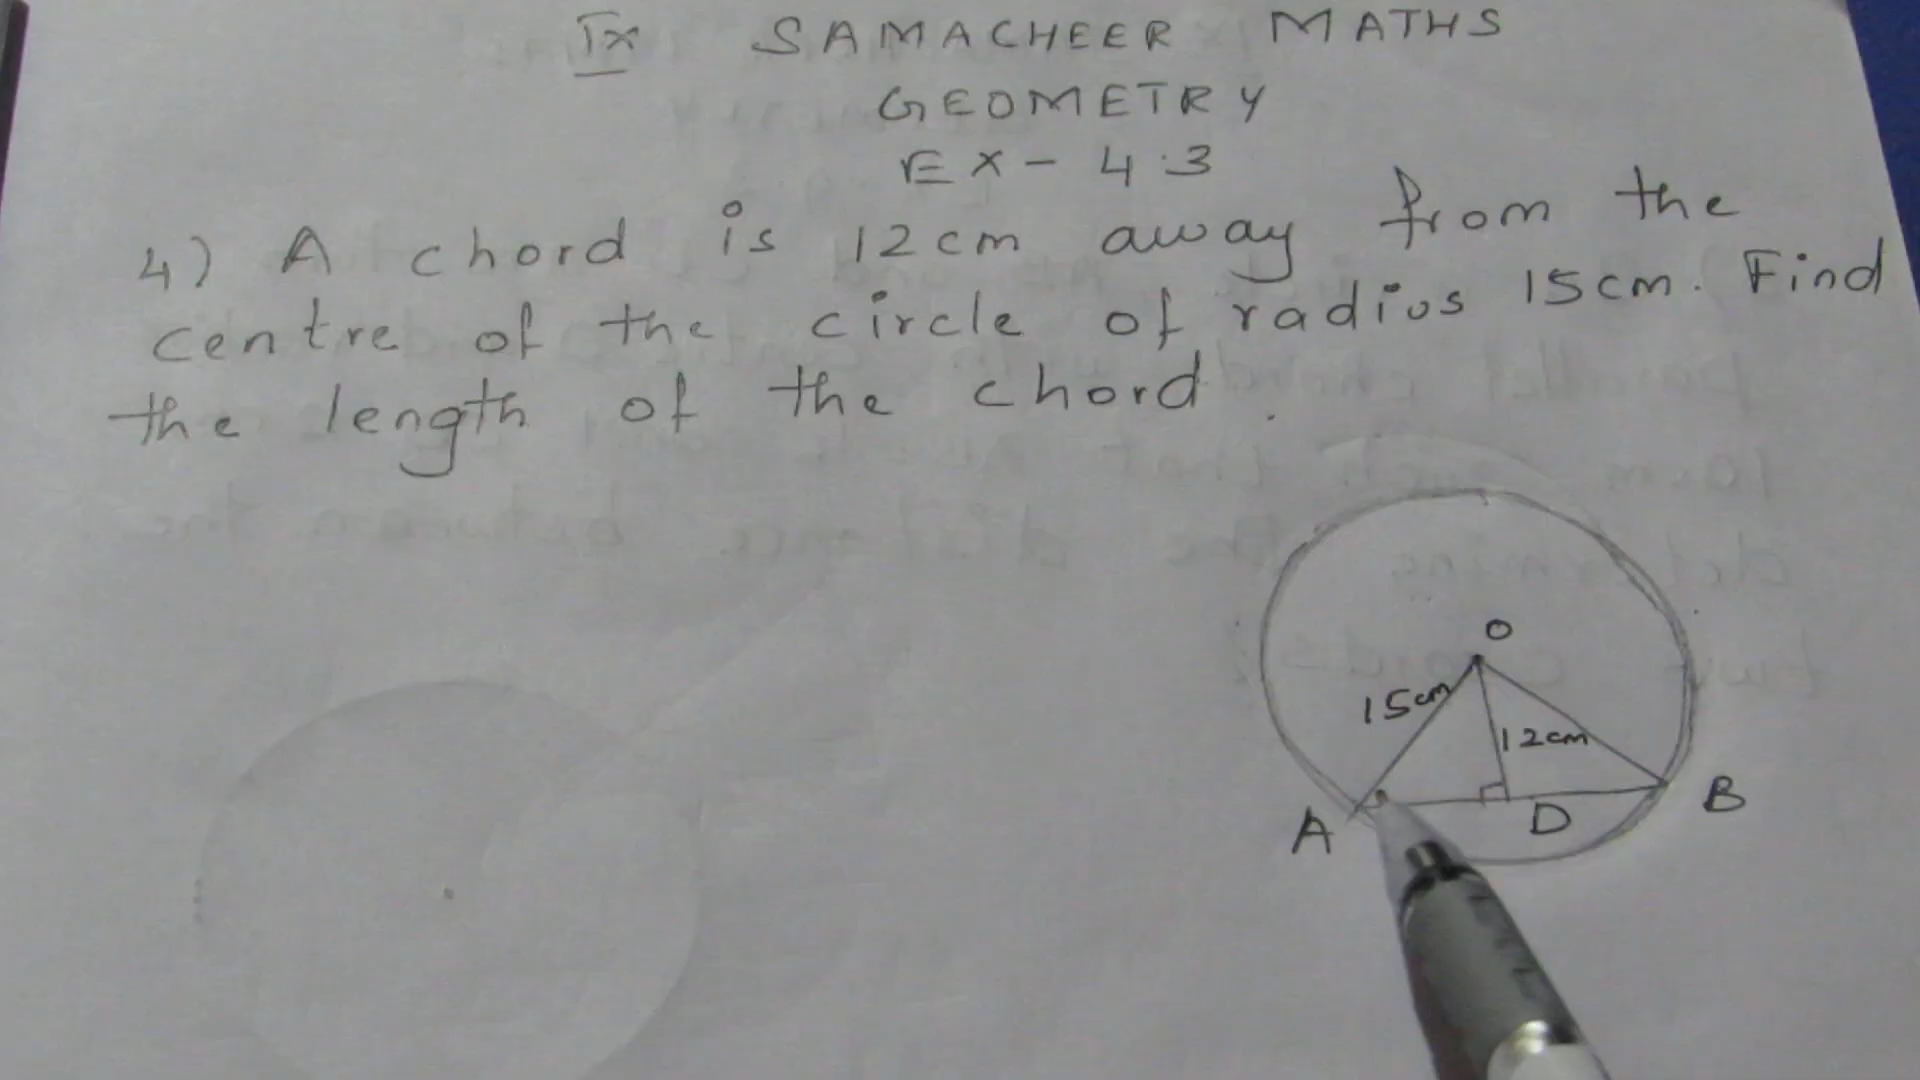 IX SAMACHEER MATHS
GEOMETRY
EX - 4.3
4) A chord is 12cm away from the
centre of the circle of radius 15cm. Find
the length of the chord.
O
15cm
12cm
A D B